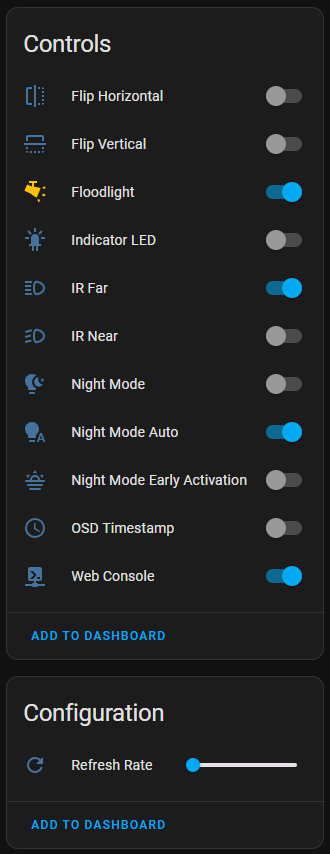 Controls
Flip Horizontal
Flip Vertical
Floodlight
Indicator LED
IR Far
IR Near
Night Mode
Night Mode Auto
Night Mode Early Activation
OSD Timestamp
Web Console
ADD TO DASHBOARD
Configuration
Refresh Rate
ADD TO DASHBOARD